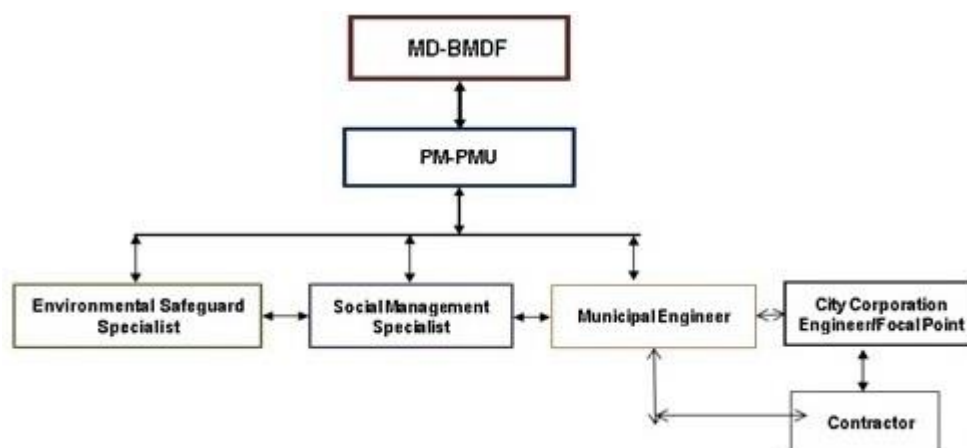 MD-BMDF
PM-PMU
Environmental Safeguard
Specialist
Social Management
Specialist
Municipal Engineer
City Corporation
Engineer/Focal Point
Contractor